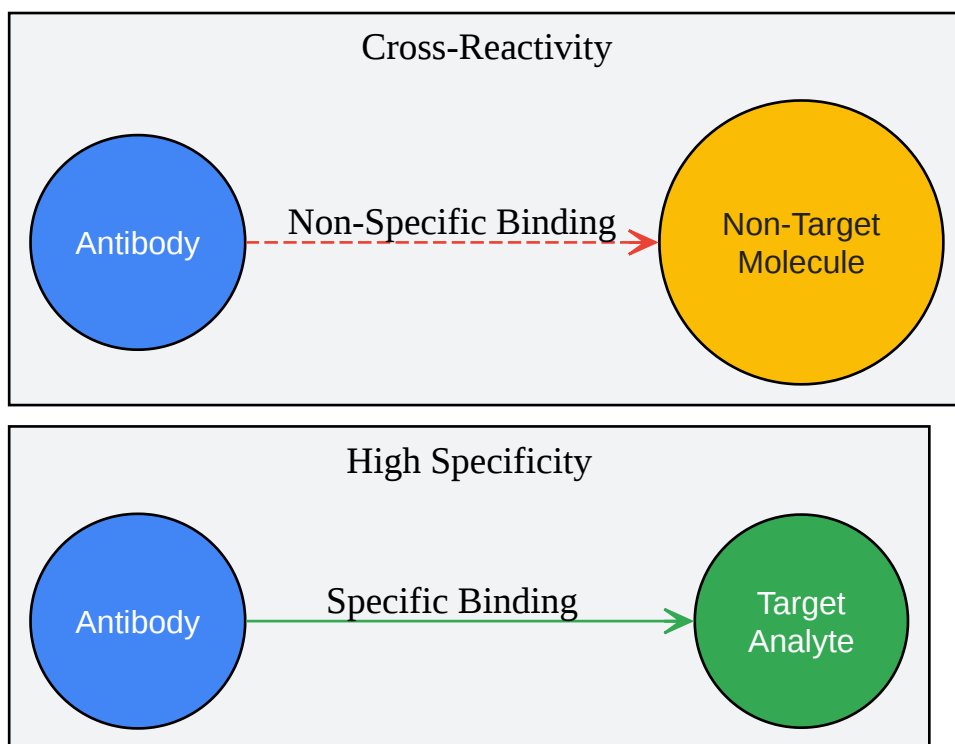 Cross-Reactivity
Antibody
Non-Specific Binding
Non-Target
Molecule
High Specificity
Antibody
Specific Binding
Target
Analyte